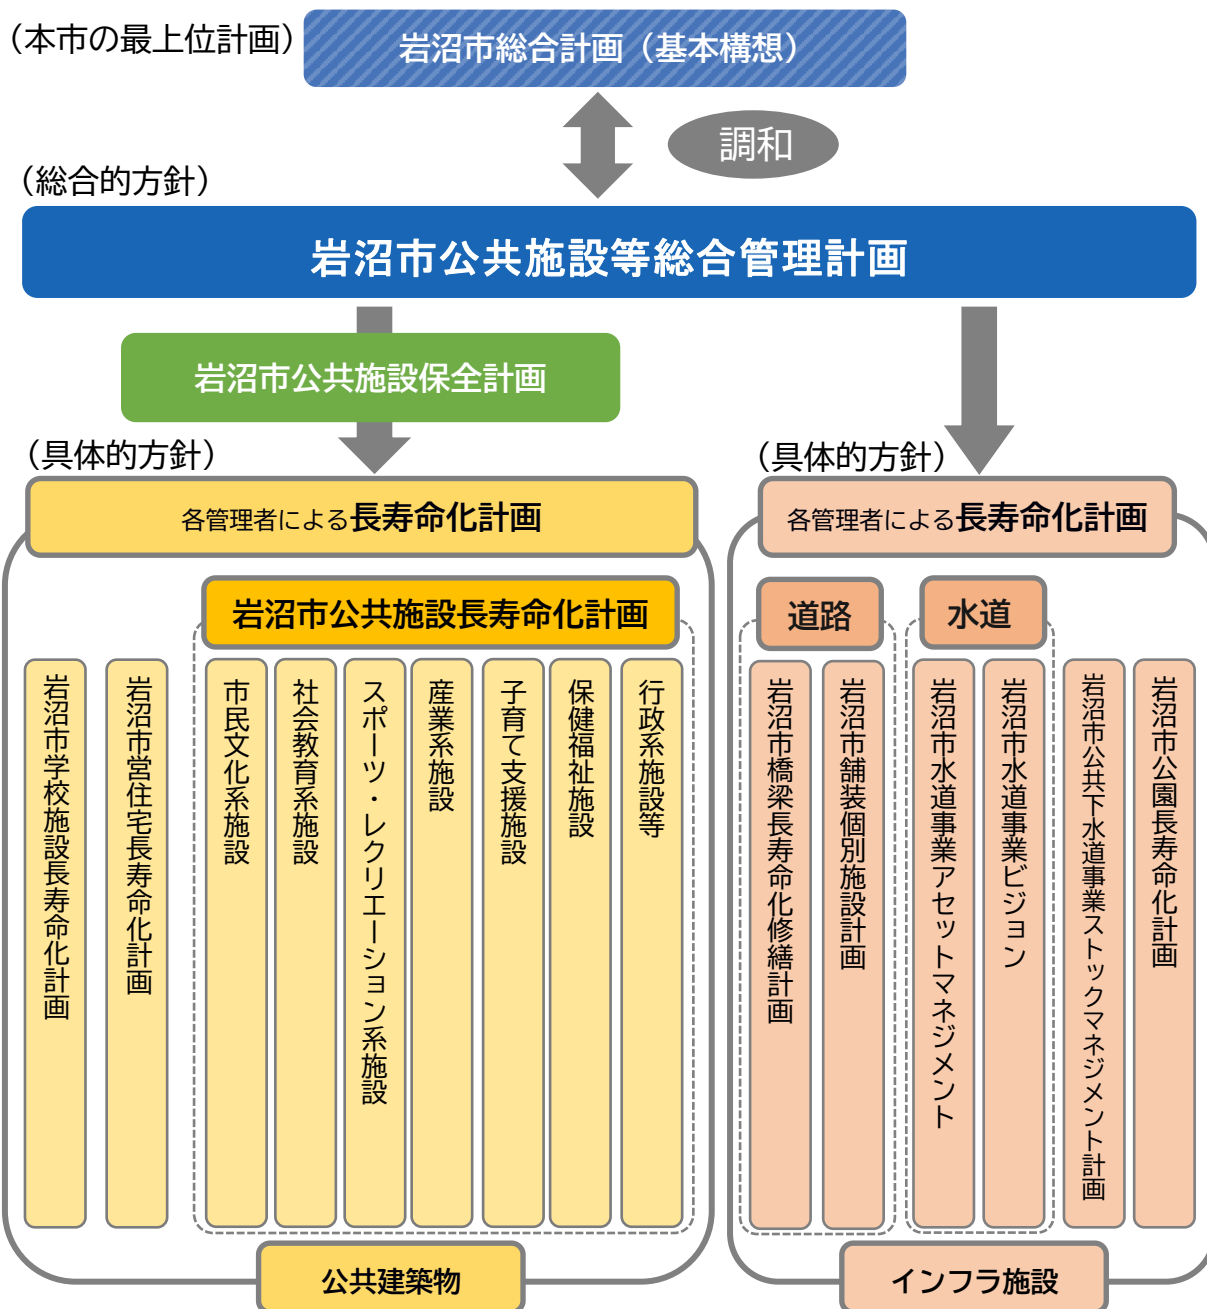 （本市の最上位計画）
岩沼市総合計画（基本構想）
調和
（総合的方針）
岩沼市公共施設等総合管理計画
岩沼市公共施設保全計画
（具体的方針）
各管理者による長寿命化計画
岩沼市公共施設長寿命化計画
岩沼市学校施設長寿命化計画
岩沼市営住宅長寿命化計画
市民文化系施設
社会教育系施設
スポーツ・レクリエーション系施設
産業系施設
子育て支援施設
保健福祉施設
行政系施設等
公共建築物
（具体的方針）
各管理者による長寿命化計画
道路
水道
岩沼市橋梁長寿命化修繕計画
岩沼市舗装個別施設計画
岩沼市水道事業アセットマネジメント
岩沼市水道事業ビジョン
岩沼市公共下水道事業ストックマネジメント計画
岩沼市公園長寿命化計画
インフラ施設